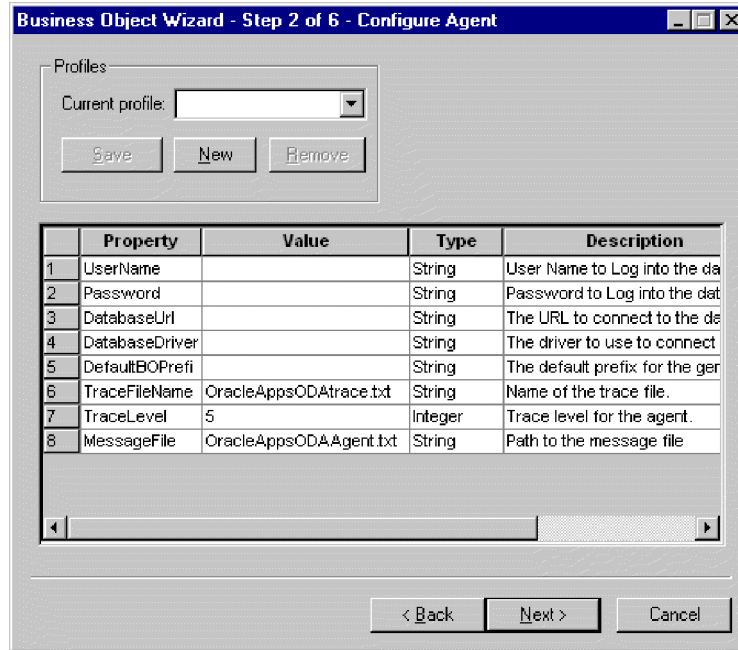 Business Object Wizard - Step 2 of 6 - Configure Agent
Profiles
Current profile:
Save New Remove
Property Value Type Description
1 UserName String User Name to Log into the da
2 Password String Password to Log into the dat
3 DatabaseUrl String The URL to connect to the da
4 DatabaseDriver String The driver to use to connect
5 DefaultBOPrefi String The default prefix for the ger
6 TraceFileName OracleAppsODAtrace.txt String Name of the trace file.
7 TraceLevel 5 Integer Trace level for the agent.
8 MessageFile OracleAppsODAAgent.txt String Path to the message file
< Back Next > Cancel